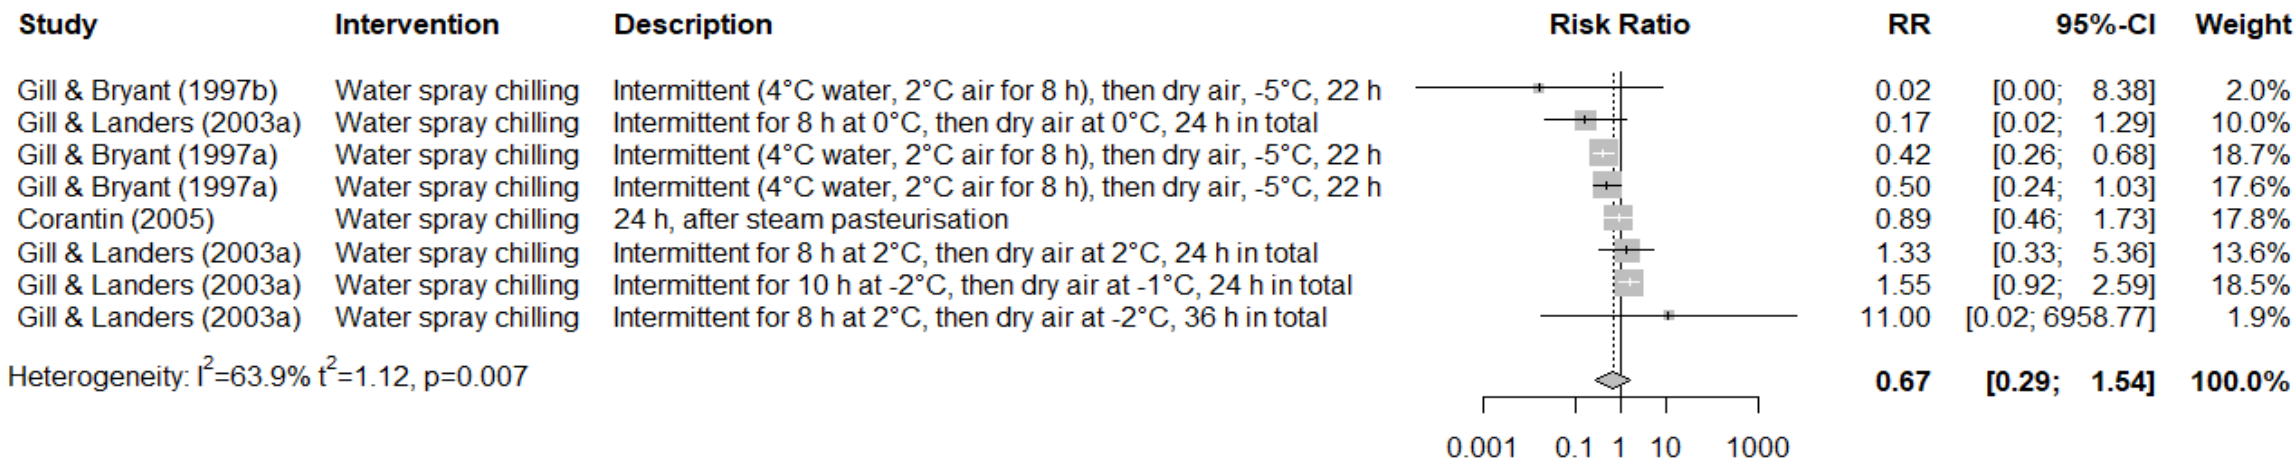 Study Intervention Description Risk Ratio RR 95%-CI Weight
Gill & Bryant (1997b) Water spray chilling Intermittent (4°C water, 2°C air for 8 h), then dry air, -5°C, 22 h 0.02 [0.00; 8.38] 2.0%
Gill & Landers (2003a) Water spray chilling Intermittent for 8 h at 0°C, then dry air at 0°C, 24 h in total 0.17 [0.02; 1.29] 10.0%
Gill & Bryant (1997a) Water spray chilling Intermittent (4°C water, 2°C air for 8 h), then dry air, -5°C, 22 h 0.42 [0.26; 0.68] 18.7%
Gill & Bryant (1997a) Water spray chilling Intermittent (4°C water, 2°C air for 8 h), then dry air, -5°C, 22 h 0.50 [0.24; 1.03] 17.6%
Corantin (2005) Water spray chilling 24 h, after steam pasteurisation 0.89 [0.46; 1.73] 17.8%
Gill & Landers (2003a) Water spray chilling Intermittent for 8 h at 2°C, then dry air at 2°C, 24 h in total 1.33 [0.33; 5.36] 13.6%
Gill & Landers (2003a) Water spray chilling Intermittent for 10 h at -2°C, then dry air at -1°C, 24 h in total 1.55 [0.92; 2.59] 18.5%
Gill & Landers (2003a) Water spray chilling Intermittent for 8 h at 2°C, then dry air at -2°C, 36 h in total 11.00 [0.02; 6958.77] 1.9%
Heterogeneity: I²=63.9% t²=1.12, p=0.007 0.67 [0.29; 1.54] 100.0%
0.001 0.1 1 10 1000